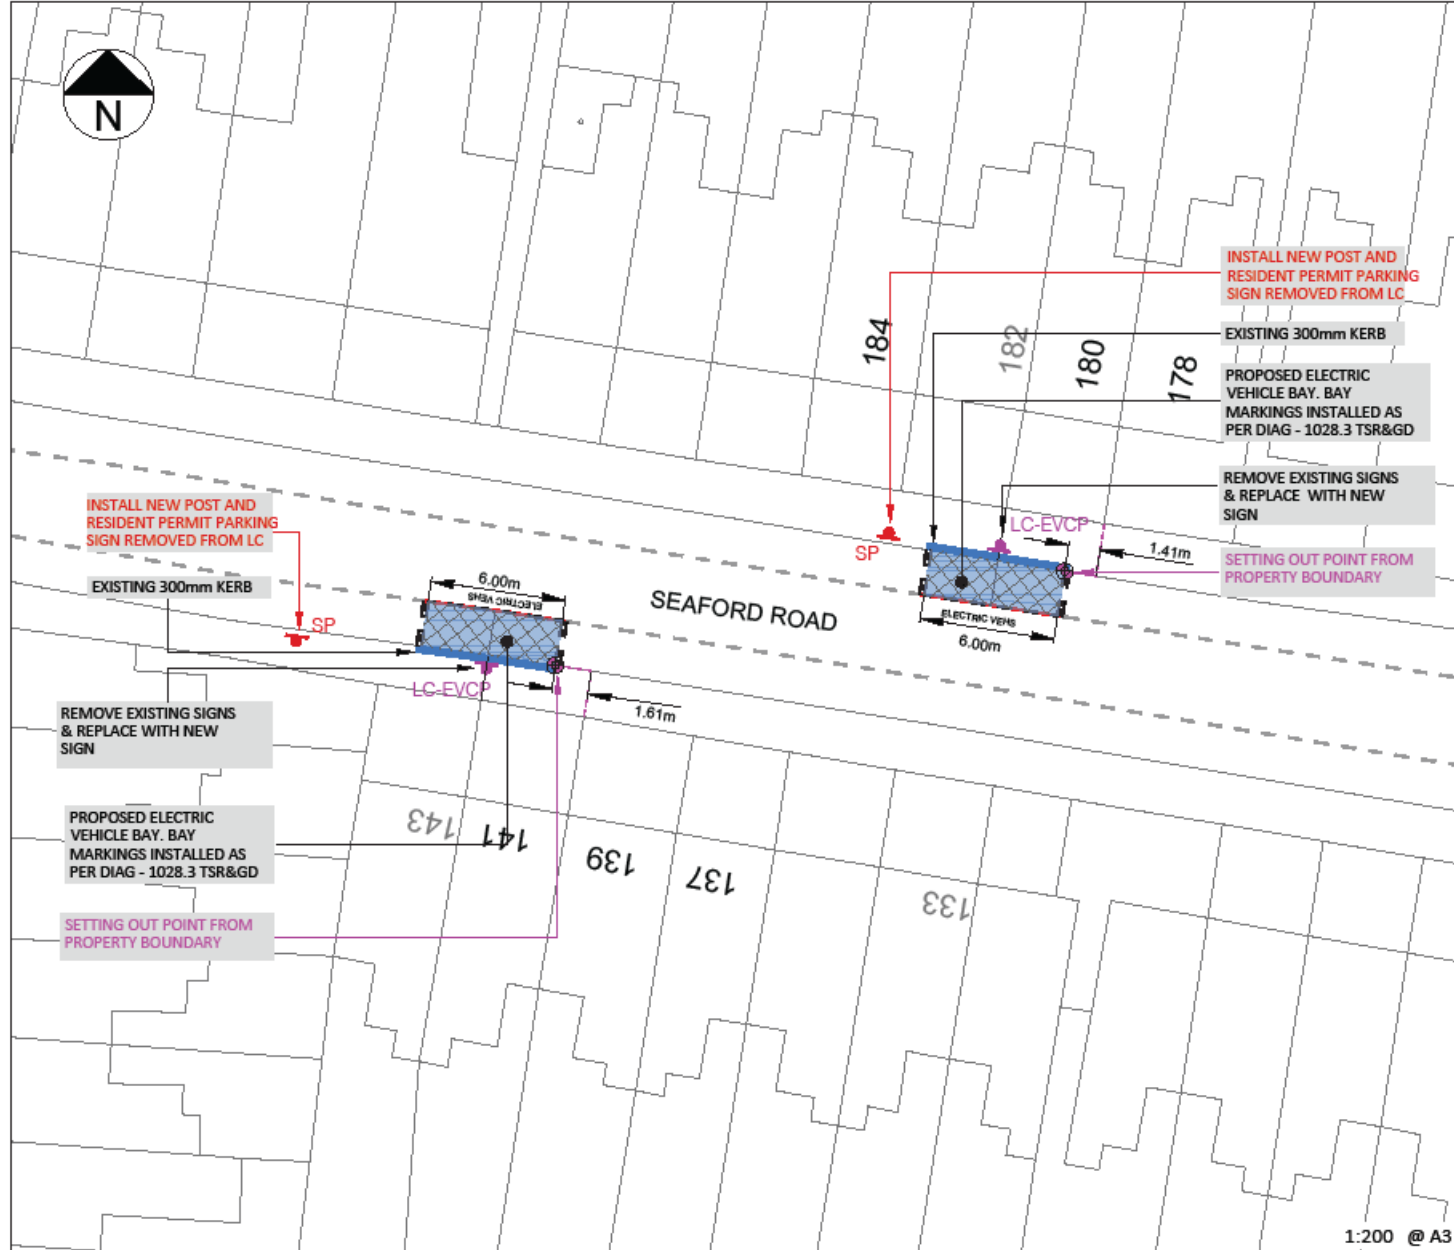 N
INSTALL NEW POST AND
RESIDENT PERMIT PARKING
SIGN REMOVED FROM LC
EXISTING 300mm KERB
PROPOSED ELECTRIC
VEHICLE BAY. BAY
MARKINGS INSTALLED AS
PER DIAG - 1028.3 TSR&GD
REMOVE EXISTING SIGNS
& REPLACE WITH NEW
SIGN
SETTING OUT POINT FROM
PROPERTY BOUNDARY
184
182
180
178
LC-EVCP
1.41m
SP
ELECTRIC VEHS
6.00m
SEAFORD ROAD
INSTALL NEW POST AND
RESIDENT PERMIT PARKING
SIGN REMOVED FROM LC
EXISTING 300mm KERB
6.00m
ELECTRIC VEHS
SP
LC-EVCP
1.61m
REMOVE EXISTING SIGNS
& REPLACE WITH NEW
SIGN
PROPOSED ELECTRIC
VEHICLE BAY. BAY
MARKINGS INSTALLED AS
PER DIAG - 1028.3 TSR&GD
SETTING OUT POINT FROM
PROPERTY BOUNDARY
143
141
139
137
133
1:200 @ A3